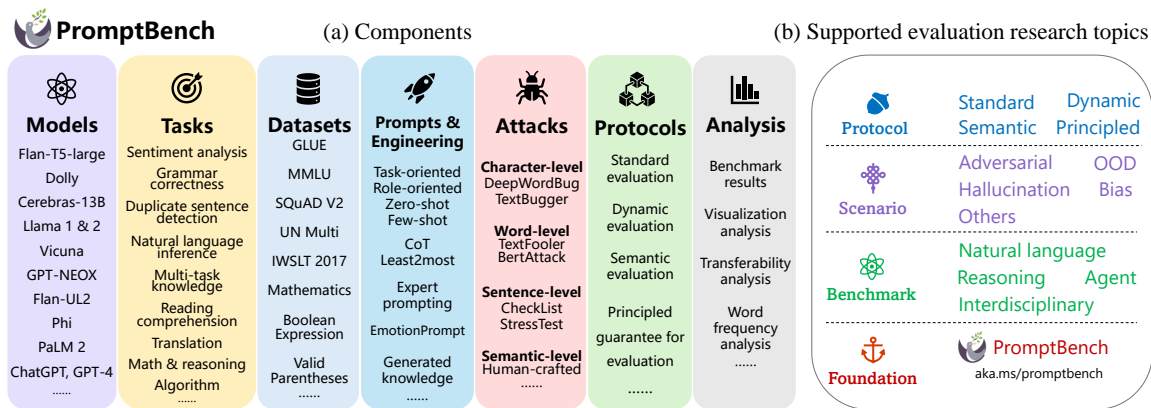 PromptBench
(a) Components
(b) Supported evaluation research topics
Models
Flan-T5-large
Dolly
Cerebras-13B
Llama 1 & 2
Vicuna
GPT-NEOX
Flan-UL2
Phi
PaLM 2
ChatGPT, GPT-4
......
Tasks
Sentiment analysis
Grammar
correctness
Duplicate sentence
detection
Natural language
inference
Multi-task
knowledge
Reading
comprehension
Translation
Math & reasoning
Algorithm
......
Datasets
GLUE
MMLU
SQuAD V2
UN Multi
IWSLT 2017
Mathematics
Boolean
Expression
Valid
Parentheses
......
Prompts &
Engineering
Task-oriented
Role-oriented
Zero-shot
Few-shot
CoT
Least2most
Expert
prompting
EmotionPrompt
Generated
knowledge
......
Attacks
Character-level
DeepWordBug
TextBugger
Word-level
TextFooler
BertAttack
Sentence-level
CheckList
StressTest
Semantic-level
Human-crafted
Protocols
Standard
evaluation
Dynamic
evaluation
Semantic
evaluation
Principled
guarantee for
evaluation
......
Analysis
Benchmark
results
Visualization
analysis
Transferability
analysis
Word
frequency
analysis
......
Protocol
Standard Dynamic
Semantic Principled
Scenario
Adversarial OOD
Hallucination Bias
Others
Benchmark
Natural language
Reasoning Agent
Interdisciplinary
Foundation
PromptBench
aka.ms/promptbench